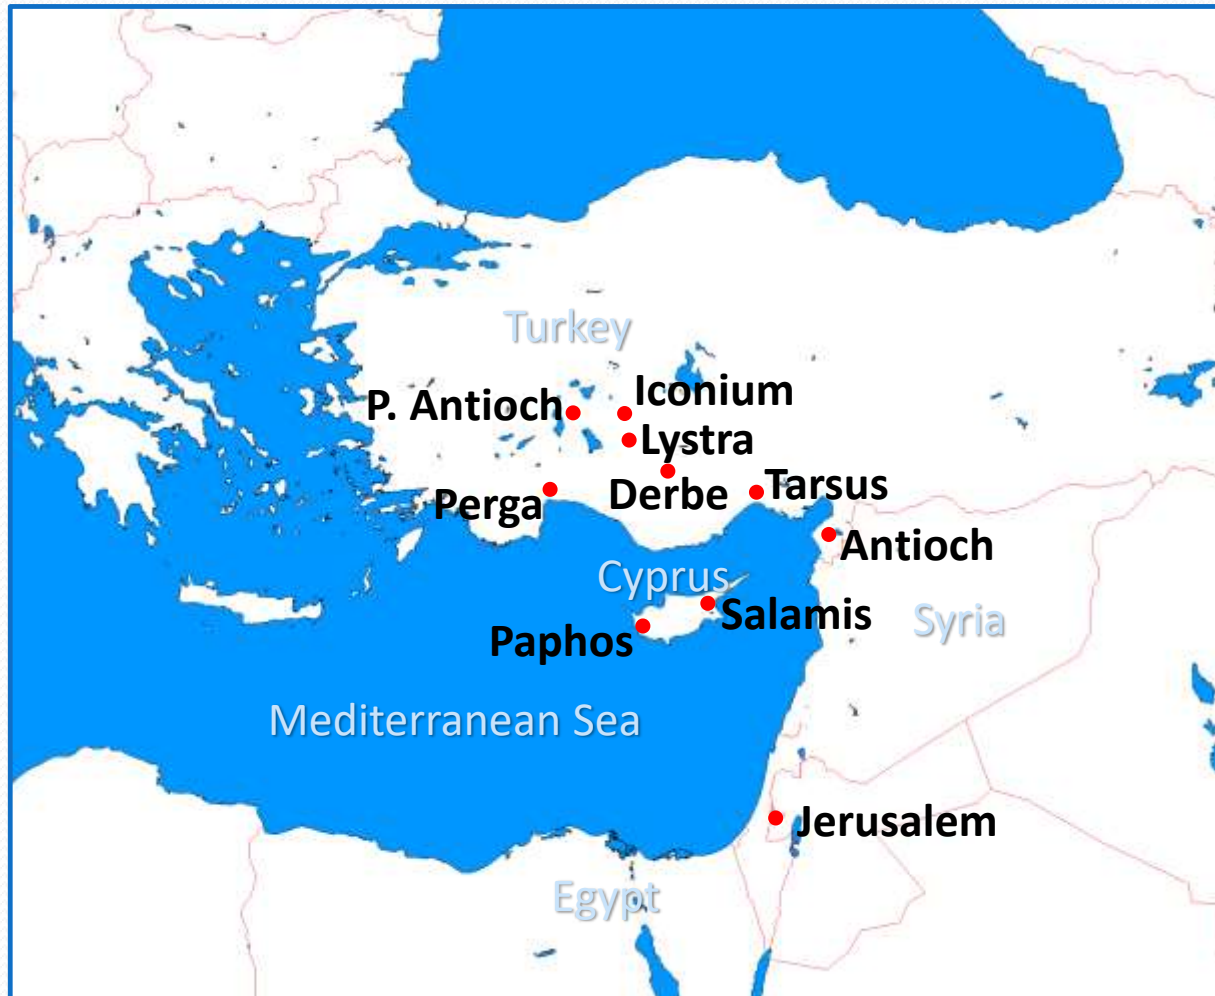 Turkey
Iconium
P. Antioch
Lystra
Tarsus
Derbe
Perga
Antioch
Cyprus
Salamis
Syria
Paphos
Mediterranean Sea
Jerusalem
Egypt